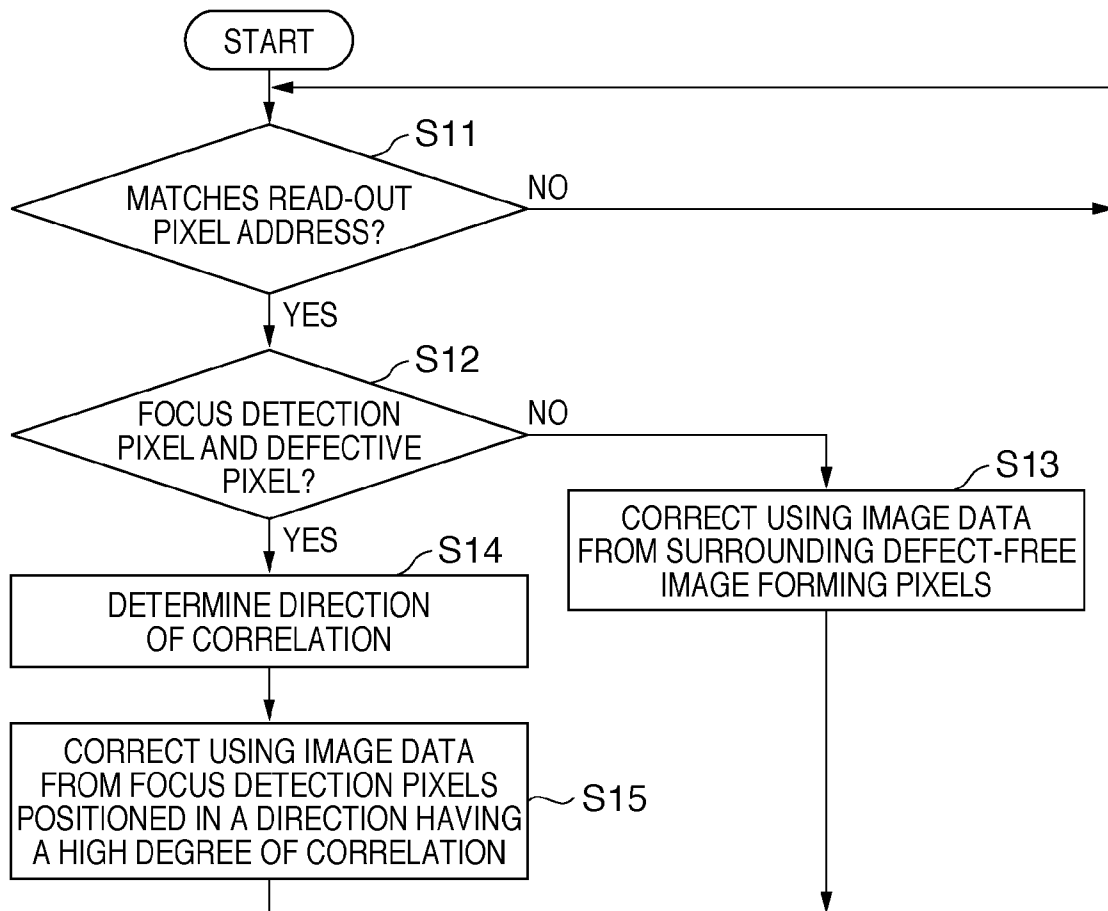 START
S11
MATCHES READ-OUT
PIXEL ADDRESS?
NO
YES
S12
FOCUS DETECTION
PIXEL AND DEFECTIVE
PIXEL?
NO
YES
S13
CORRECT USING IMAGE DATA
FROM SURROUNDING DEFECT-FREE
IMAGE FORMING PIXELS
S14
DETERMINE DIRECTION
OF CORRELATION
CORRECT USING IMAGE DATA
FROM FOCUS DETECTION PIXELS
POSITIONED IN A DIRECTION HAVING
A HIGH DEGREE OF CORRELATION
S15